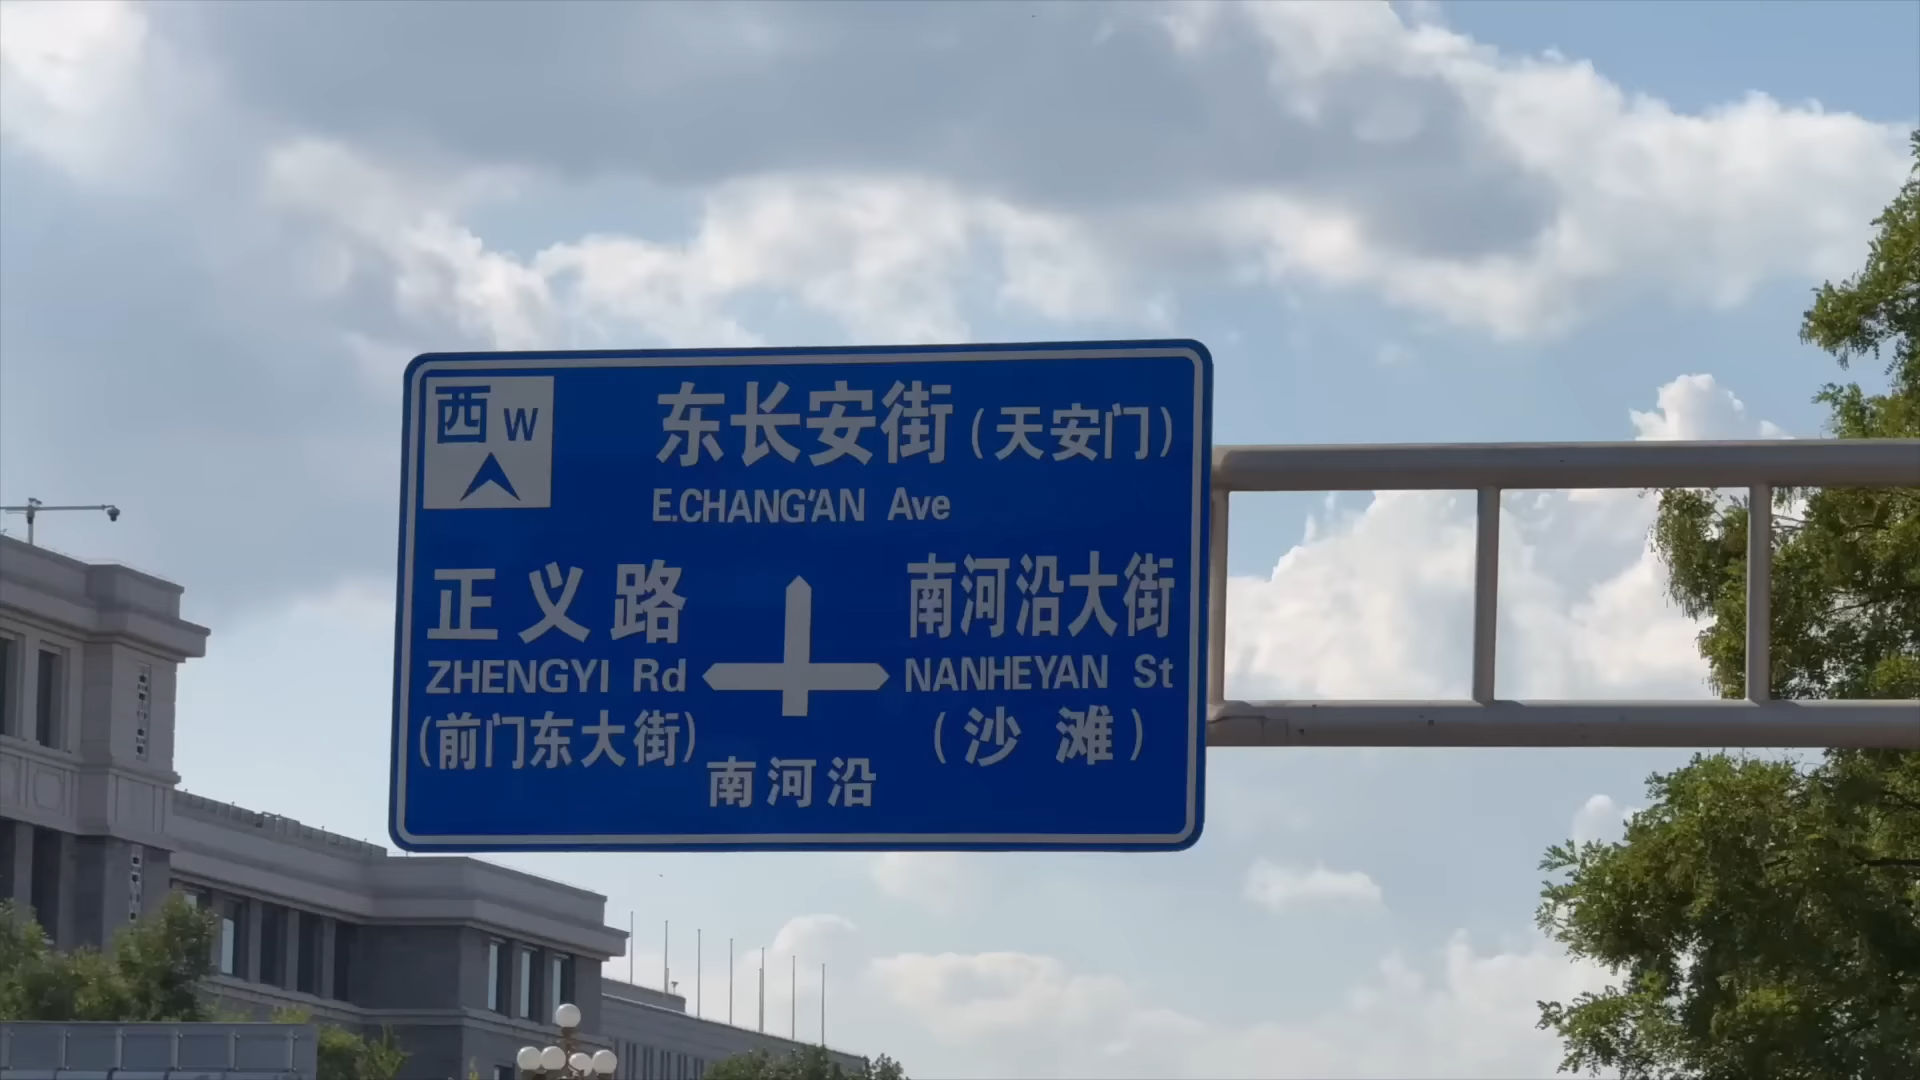 西 W
东长安街(天安门)
E.CHANG'AN Ave
正义路
ZHENGYI Rd
(前门东大街)
南河沿大街
NANHEYAN St
(沙滩)
南河沿